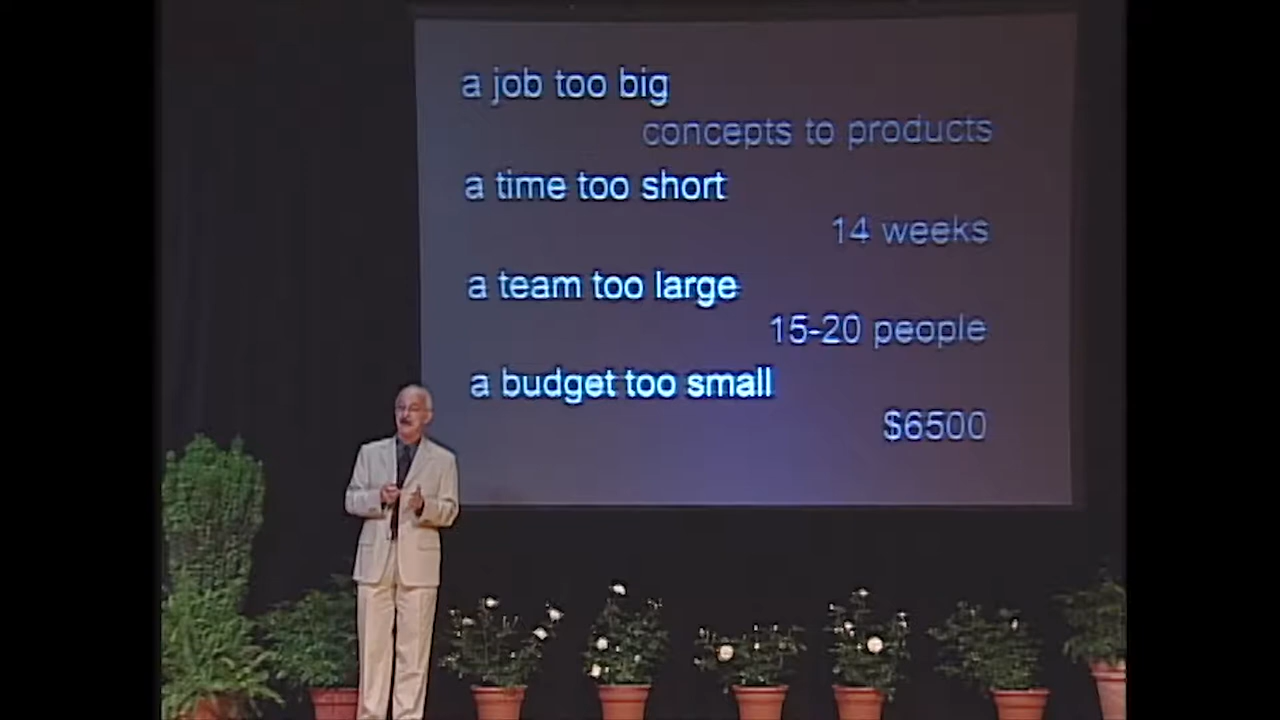 a job too big
concepts to products
a time too short
14 weeks
a team too large
15-20 people
a budget too small
$6500